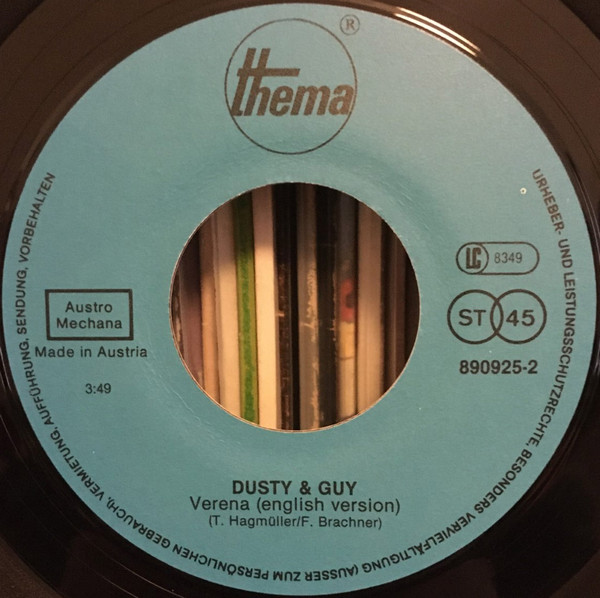 ®
thema
LC 8349
ST 45
890925-2
Austro
Mechana
Made in Austria
3:49
DUSTY & GUY
Verena (english version)
(T. Hagmüller/F. Brachner)
URHEBER- UND LEISTUNGSSCHUTZRECHTE, BESONDERS VERVIELFÄLTIGUNG (AUSSER ZUM PERSÖNLICHEN GEBRAUCH), VERMIETUNG, AUFFÜHRUNG, SENDUNG, VORBEHALTEN